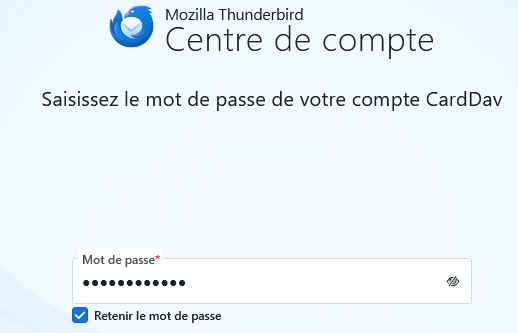 Mozilla Thunderbird
Centre de compte
Saisissez le mot de passe de votre compte CardDav
Mot de passe*
••••••••••••
Retenir le mot de passe